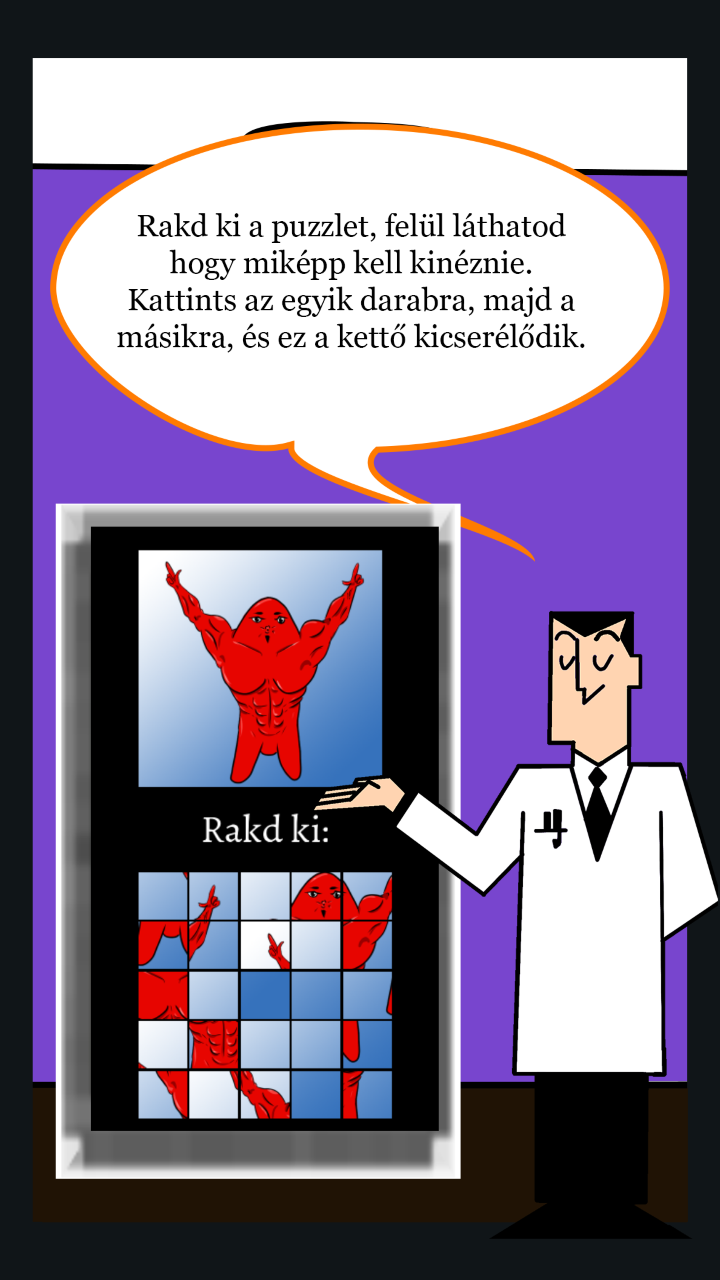 Rakd ki a puzzlet, felül láthatod
hogy miképp kell kinéznie.
Kattints az egyik darabra, majd a
másikra, és ez a kettő kicserélődik.
Rakd ki: